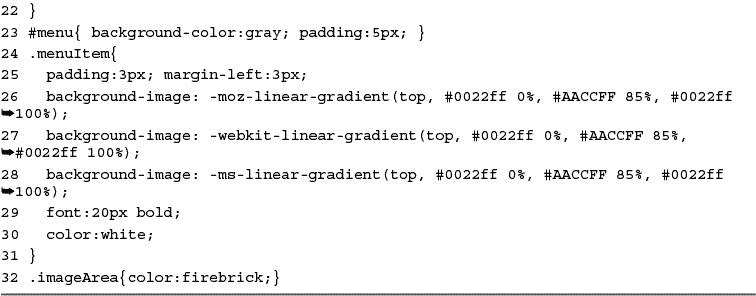 22 }
23 #menu{ background-color:gray; padding:5px; }
24 .menuItem{
25   padding:3px; margin-left:3px;
26   background-image: -moz-linear-gradient(top, #0022ff 0%, #AACCFF 85%, #0022ff
➥100%);
27   background-image: -webkit-linear-gradient(top, #0022ff 0%, #AACCFF 85%,
➥#0022ff 100%);
28   background-image: -ms-linear-gradient(top, #0022ff 0%, #AACCFF 85%, #0022ff
➥100%);
29   font:20px bold;
30   color:white;
31 }
32 .imageArea{color:firebrick;}